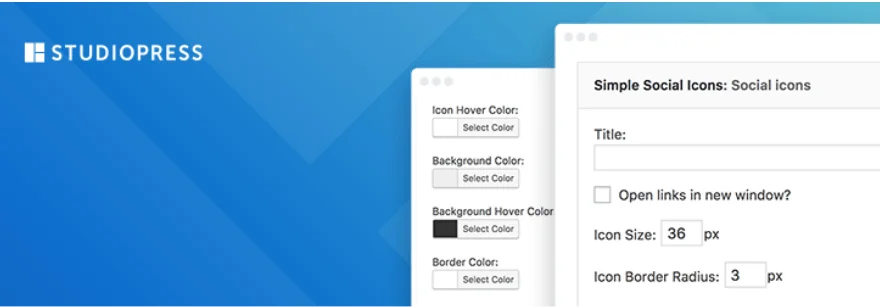 STUDIOPRESS
Icon Hover Color:
Select Color
Background Color:
Select Color
Background Hover Color
Select Color
Border Color:
Select Color
Simple Social Icons: Social icons
Title:
Open links in new window?
Icon Size: 36 px
Icon Border Radius: 3 px